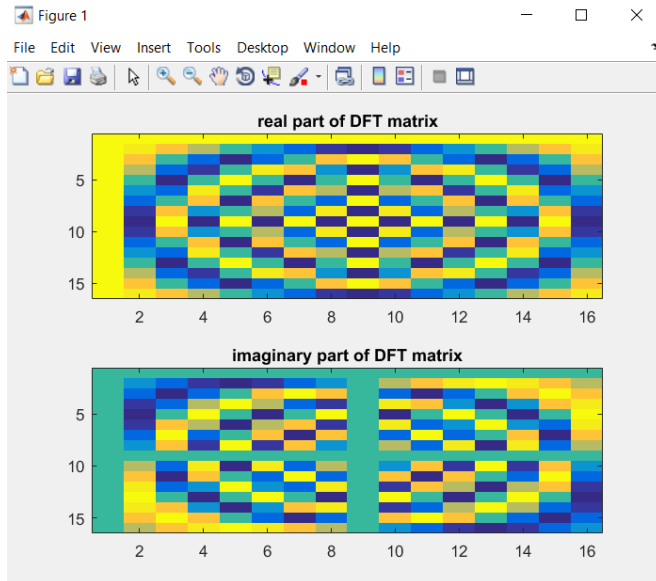 Figure 1
File Edit View Insert Tools Desktop Window Help
real part of DFT matrix
5
10
15
2 4 6 8 10 12 14 16
imaginary part of DFT matrix
5
10
15
2 4 6 8 10 12 14 16